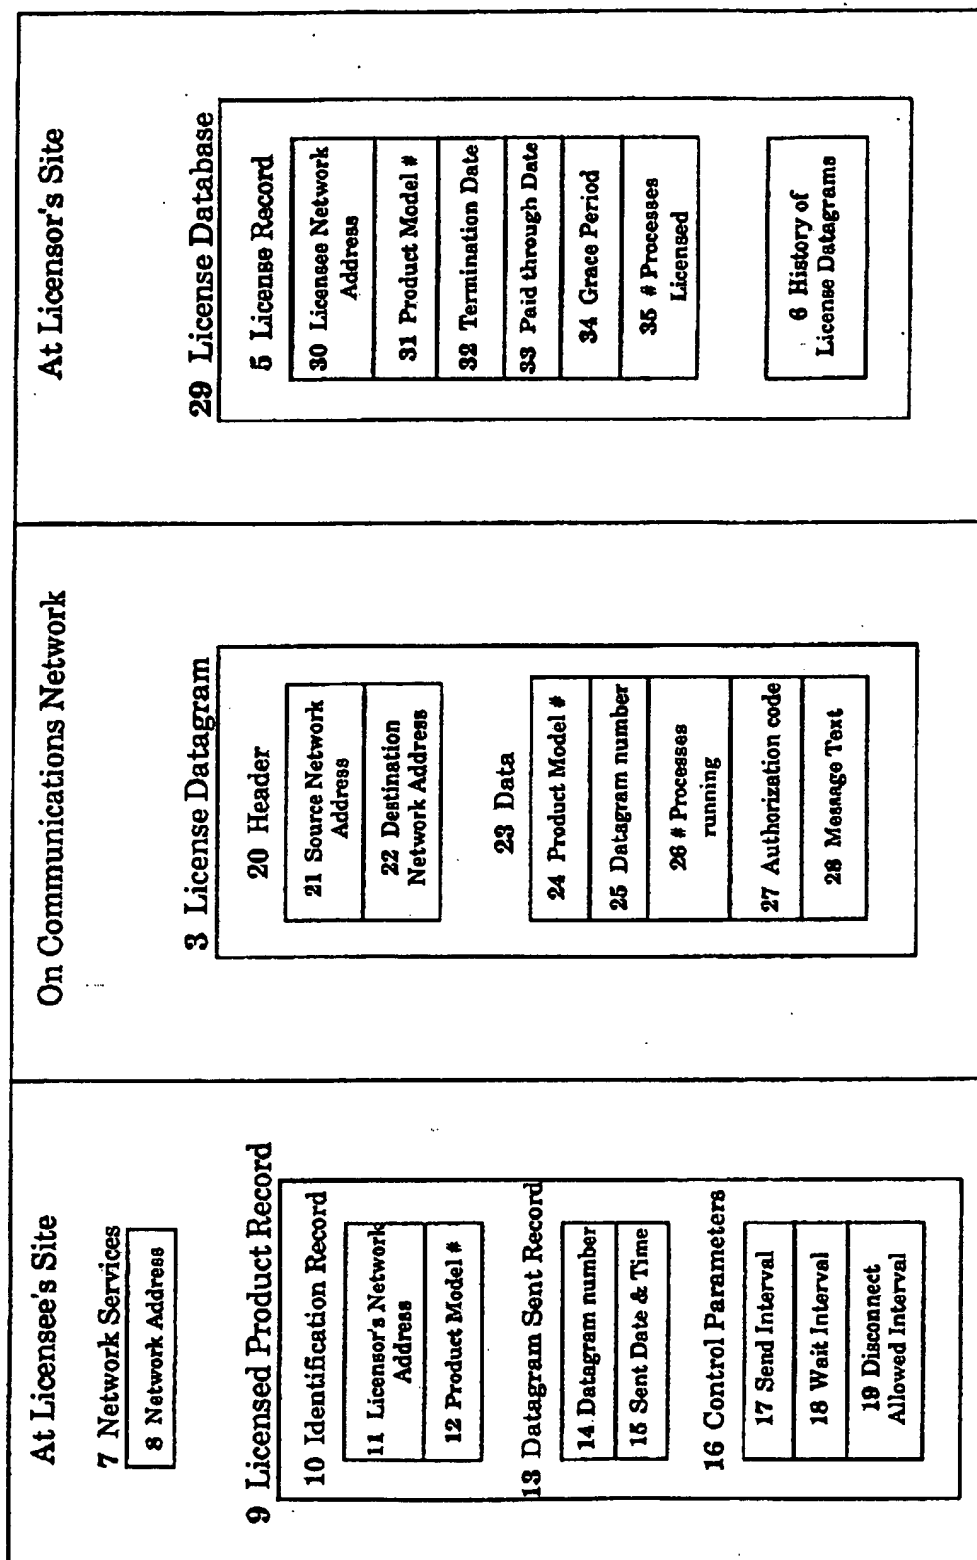 At Licensee's Site
7 Network Services
8 Network Address
9 Licensed Product Record
10 Identification Record
11 Licensor's Network
Address
12 Product Model #
13 Datagram Sent Record
14 Datagram number
15 Sent Date & Time
16 Control Parameters
17 Send Interval
18 Wait Interval
19 Disconnect
Allowed Interval
On Communications Network
3 License Datagram
20 Header
21 Source Network
Address
22 Destination
Network Address
23 Data
24 Product Model #
25 Datagram number
26 # Processes
running
27 Authorization code
28 Message Text
At Licensor's Site
29 License Database
5 License Record
30 Licensee Network
Address
31 Product Model #
32 Termination Date
33 Paid through Date
34 Grace Period
35 # Processes
Licensed
6 History of
License Datagrams